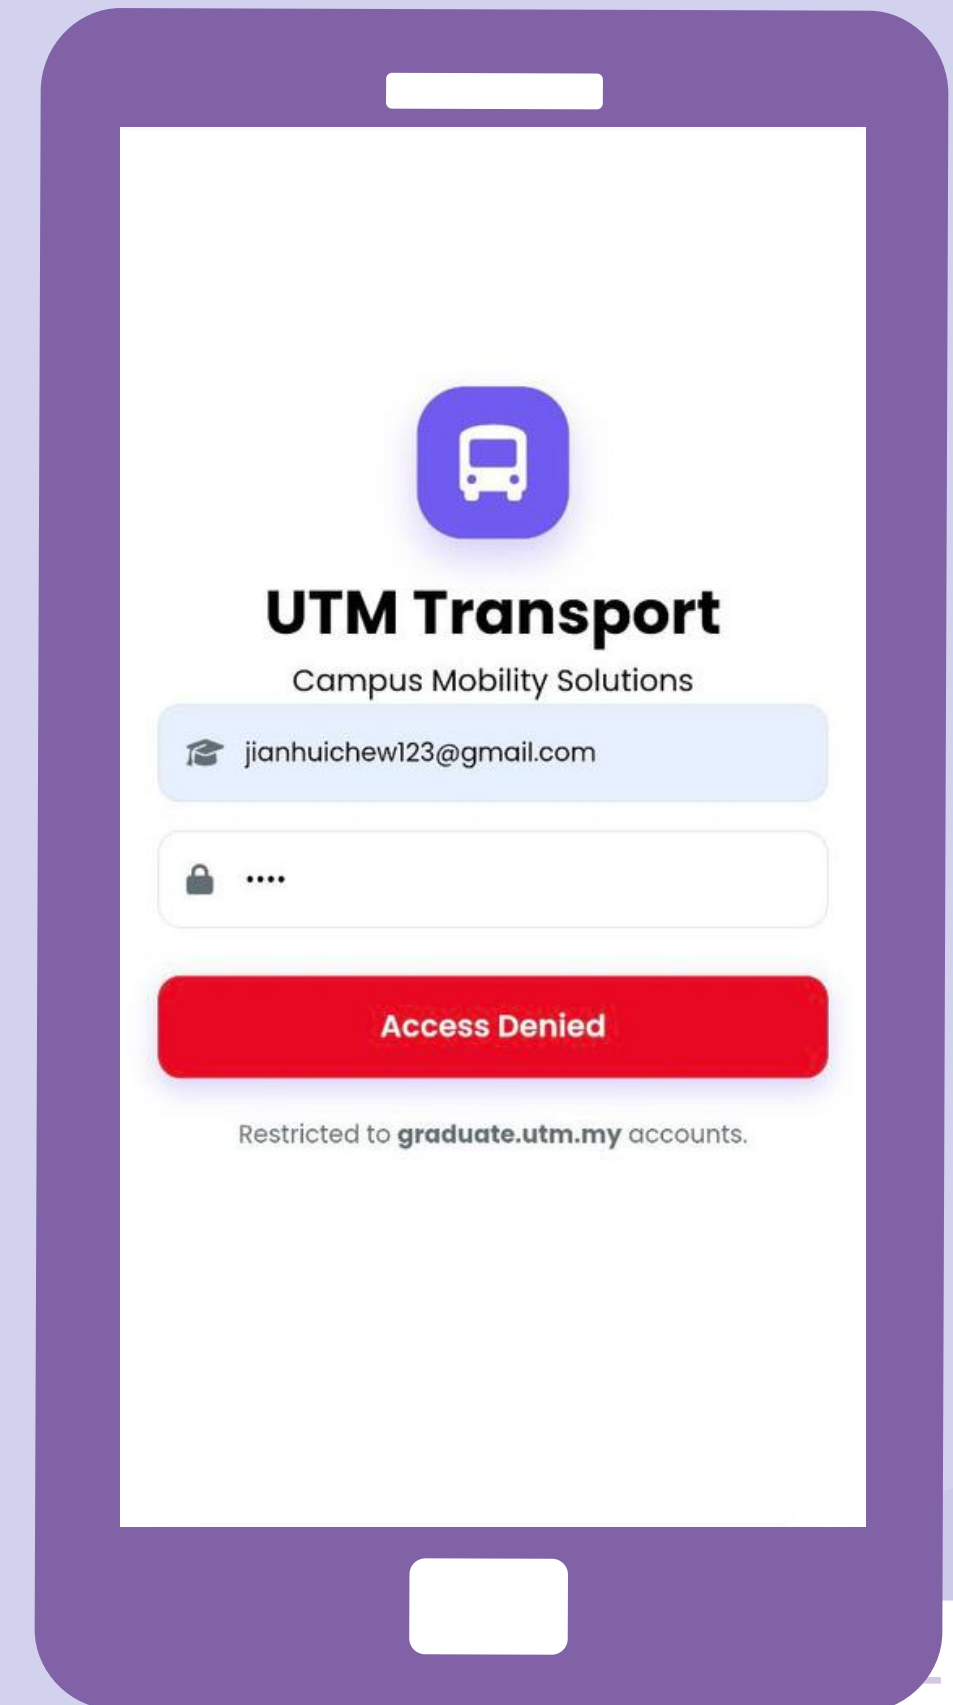 UTM Transport
Campus Mobility Solutions
jianhuichew123@gmail.com
••••
Access Denied
Restricted to graduate.utm.my accounts.